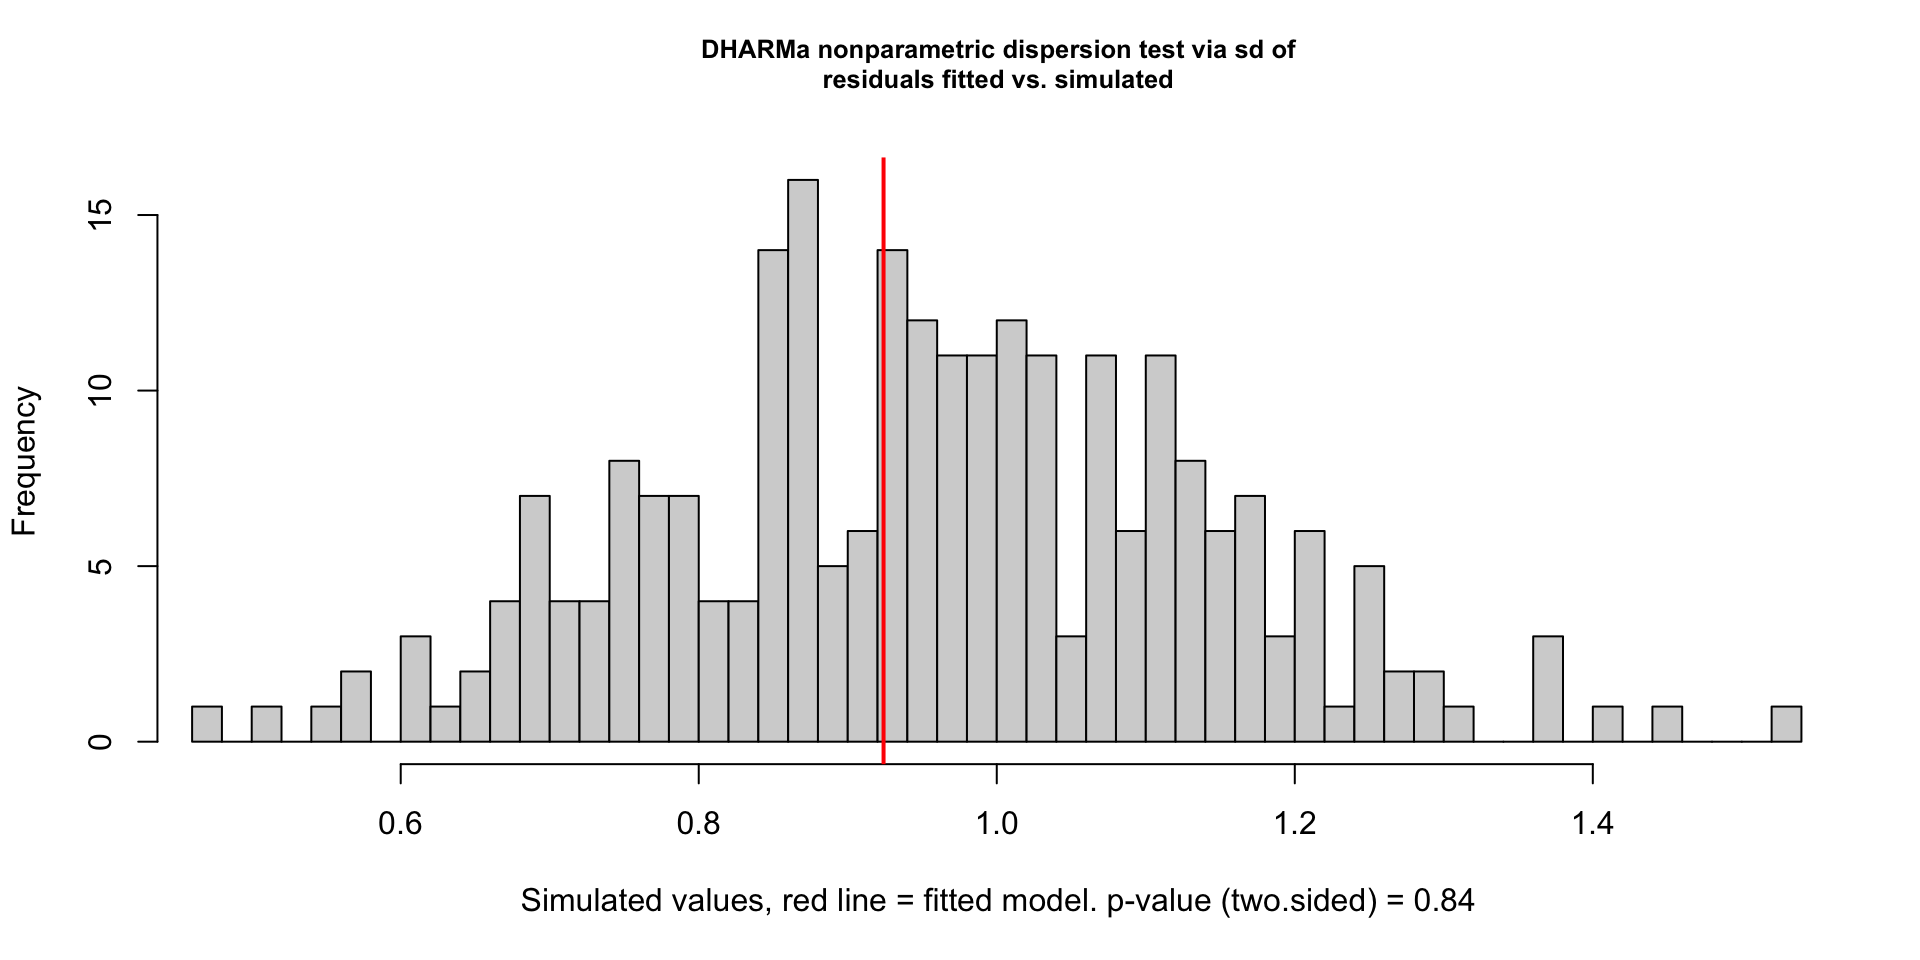 DHARMa nonparametric dispersion test via sd of
residuals fitted vs. simulated
Frequency
15
10
5
0
0.6 0.8 1.0 1.2 1.4
Simulated values, red line = fitted model. p-value (two.sided) = 0.84